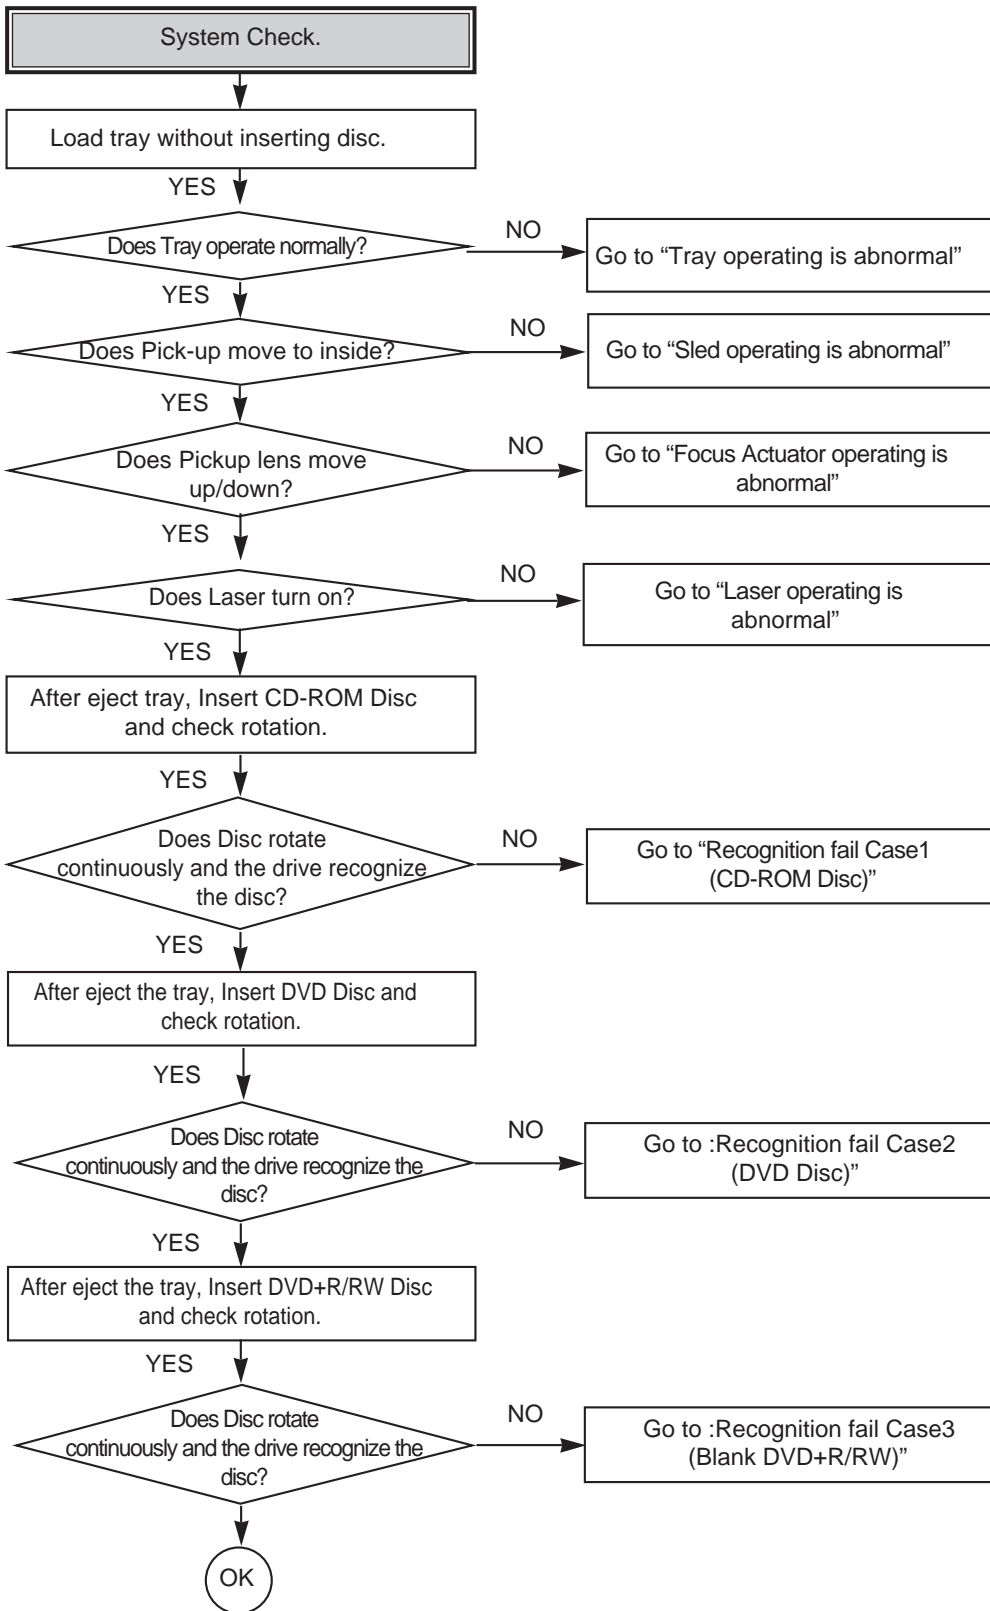 System Check.
Load tray without inserting disc.
YES
Does Tray operate normally?
NO
Go to “Tray operating is abnormal”
YES
Does Pick-up move to inside?
NO
Go to “Sled operating is abnormal”
YES
Does Pickup lens move
up/down?
NO
Go to “Focus Actuator operating is
abnormal”
YES
Does Laser turn on?
NO
Go to “Laser operating is
abnormal”
YES
After eject tray, Insert CD-ROM Disc
and check rotation.
YES
Does Disc rotate
continuously and the drive recognize
the disc?
NO
Go to “Recognition fail Case1
(CD-ROM Disc)”
YES
After eject the tray, Insert DVD Disc and
check rotation.
YES
Does Disc rotate
continuously and the drive recognize the
disc?
NO
Go to :Recognition fail Case2
(DVD Disc)”
YES
After eject the tray, Insert DVD+R/RW Disc
and check rotation.
YES
Does Disc rotate
continuously and the drive recognize the
disc?
NO
Go to :Recognition fail Case3
(Blank DVD+R/RW)”
OK